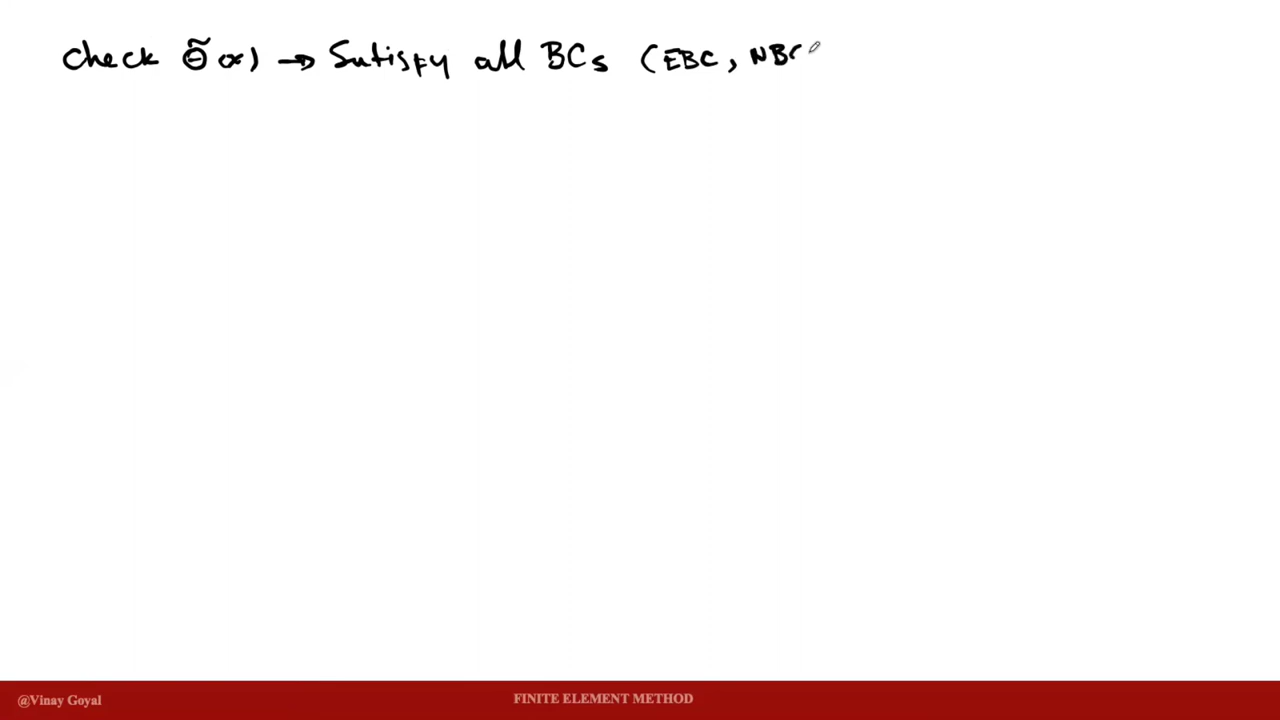 Check Θ̃(x) → Satisfy all BCs (EBC, NBC
@Vinay Goyal
FINITE ELEMENT METHOD